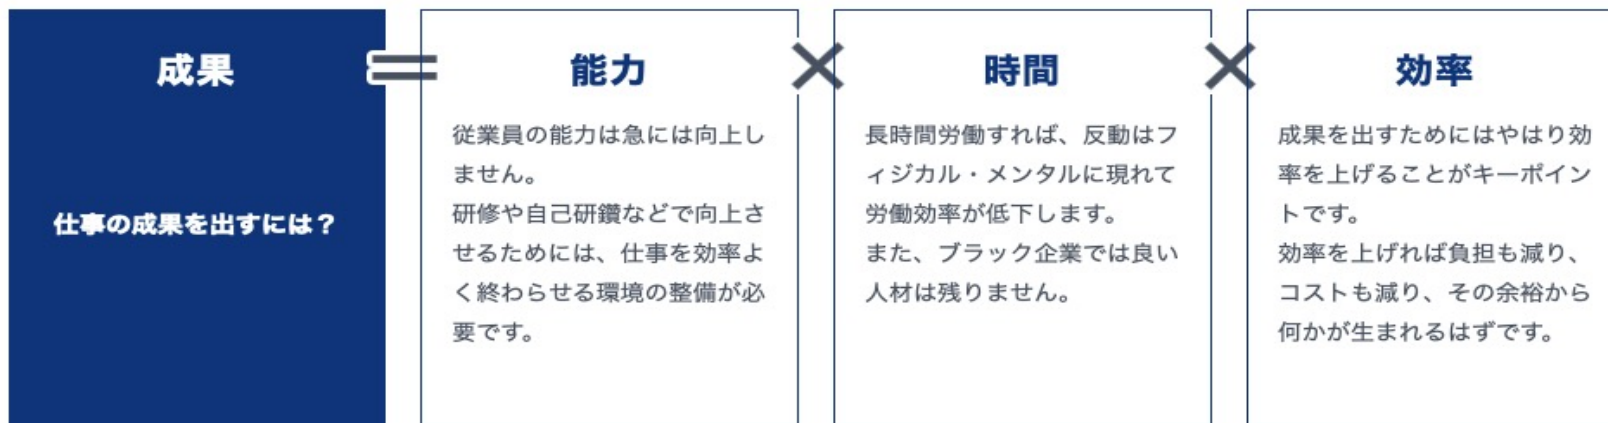 成果
仕事の成果を出すには？
=
能力
従業員の能力は急には向上し
ません。
研修や自己研鑽などで向上さ
せるためには、仕事を効率よ
く終わらせる環境の整備が必
要です。
×
時間
長時間労働すれば、反動はフ
ィジカル・メンタルに現れて
労働効率が低下します。
また、ブラック企業では良い
人材は残りません。
×
効率
成果を出すためにはやはり効
率を上げることがキーポイン
トです。
効率を上げれば負担も減り、
コストも減り、その余裕から
何かが生まれるはずです。